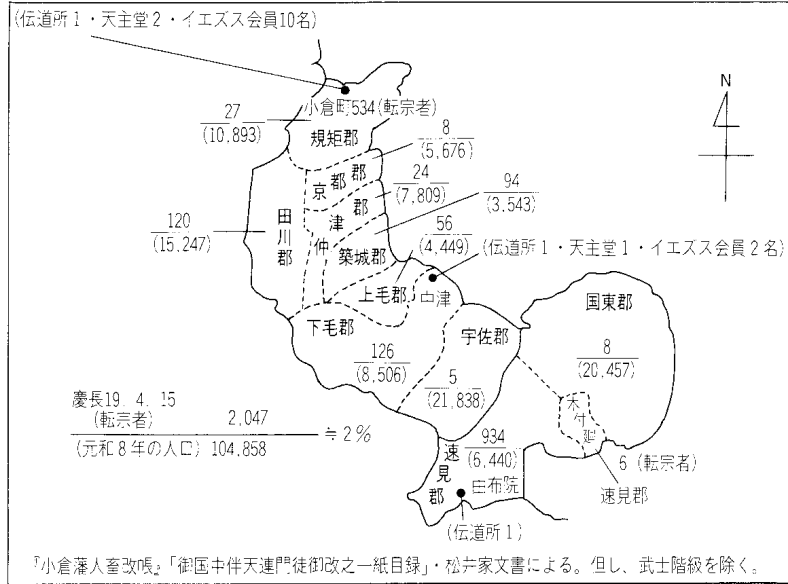 (伝道所1・天主堂2・イエズス会員10名)
N
小倉町534(転宗者)
27
(10,893)
規矩郡
8
(5,676)
京都郡
24
(7,809)
仲津郡
94
(3,543)
築城郡
120
(15,247)
田川郡
56
(4,449)
上毛郡
(伝道所1・天主堂1・イエズス会員2名)
中津
下毛郡
126
(8,506)
宇佐郡
5
(21,838)
国東郡
8
(20,457)
木付廻
6(転宗者)
速見郡
934
(6,440)
速見郡
由布院
(伝道所1)
慶長19.4.15
(転宗者) 2,047
(元和8年の人口) 104,858
≒2%
『小倉藩人畜改帳』「御国中伴天連門徒御改之一紙目録」・松井家文書による。但し、武士階級を除く。